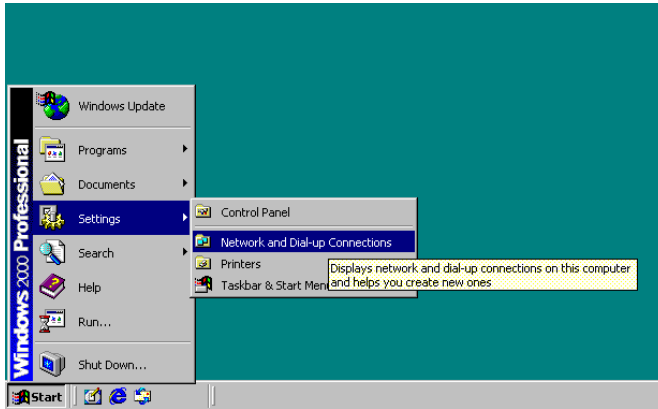 Windows Update
Programs
Documents
Settings
Search
Help
Run...
Shut Down...
Windows 2000 Professional
Control Panel
Network and Dial-up Connections
Printers
Taskbar & Start Men
Displays network and dial-up connections on this computer
and helps you create new ones
Start